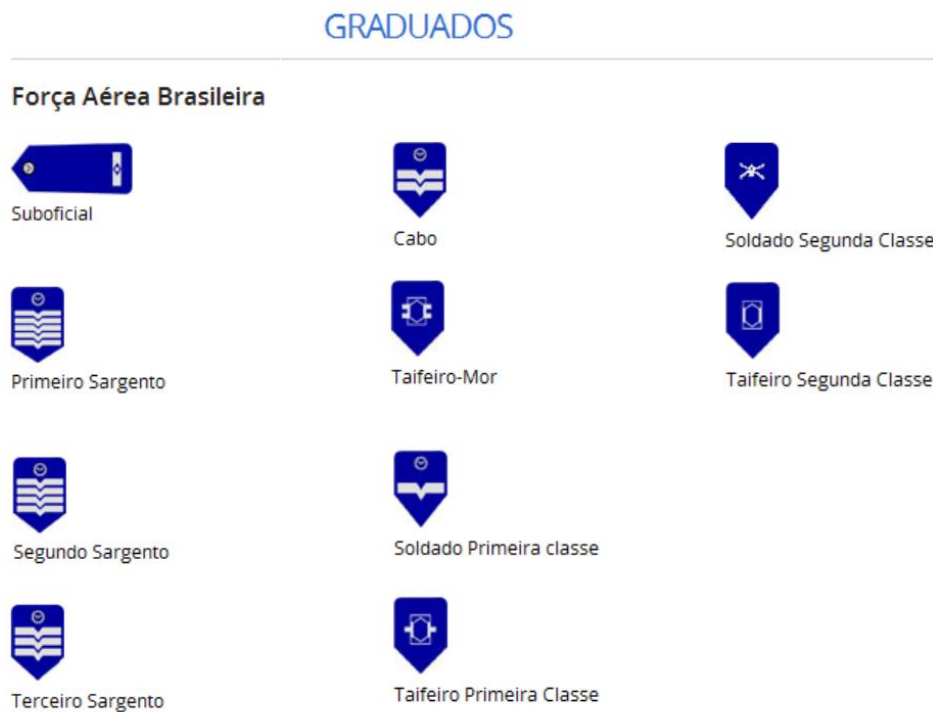 GRADUADOS
Força Aérea Brasileira
Suboficial
Cabo
Soldado Segunda Classe
Primeiro Sargento
Taifeiro-Mor
Taifeiro Segunda Classe
Segundo Sargento
Soldado Primeira classe
Terceiro Sargento
Taifeiro Primeira Classe